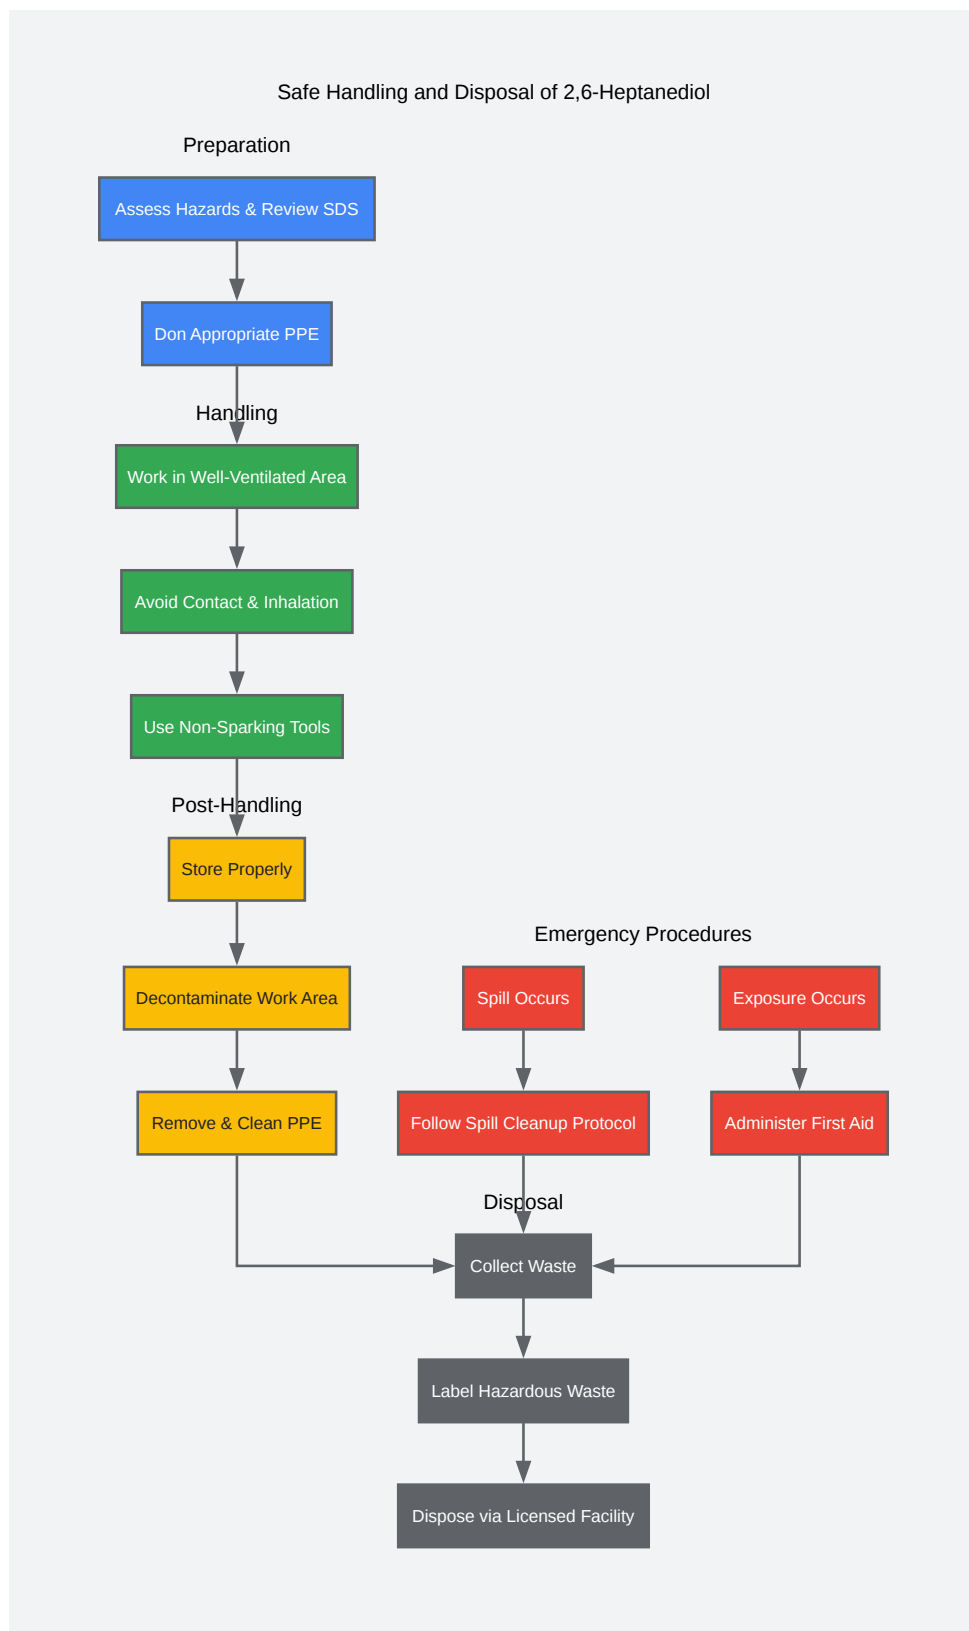 Safe Handling and Disposal of 2,6-Heptanediol
Preparation
Assess Hazards & Review SDS
Don Appropriate PPE
Handling
Work in Well-Ventilated Area
Avoid Contact & Inhalation
Use Non-Sparking Tools
Post-Handling
Store Properly
Decontaminate Work Area
Remove & Clean PPE
Emergency Procedures
Spill Occurs
Follow Spill Cleanup Protocol
Exposure Occurs
Administer First Aid
Disposal
Collect Waste
Label Hazardous Waste
Dispose via Licensed Facility